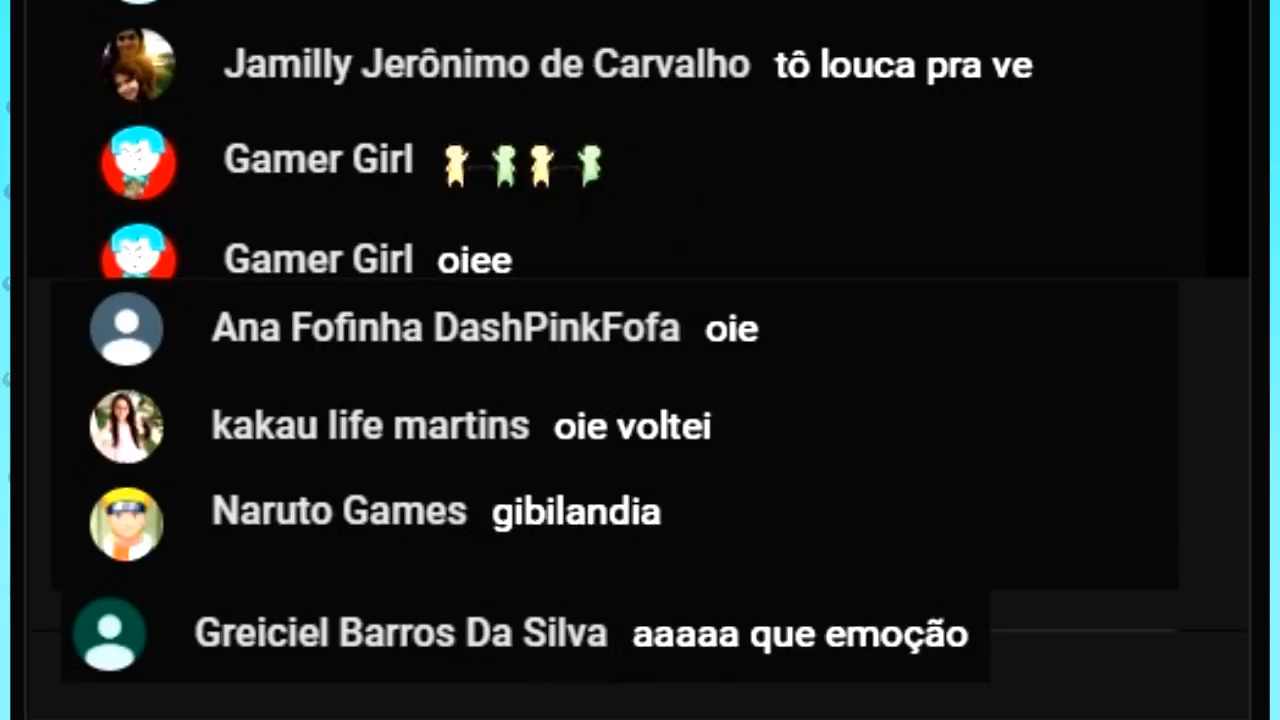 Jamilly Jerônimo de Carvalho tô louca pra ve
Gamer Girl
Gamer Girl oiee
Ana Fofinha DashPinkFofa oie
kakau life martins oie voltei
Naruto Games gibilandia
Greiciel Barros Da Silva aaaaa que emoção